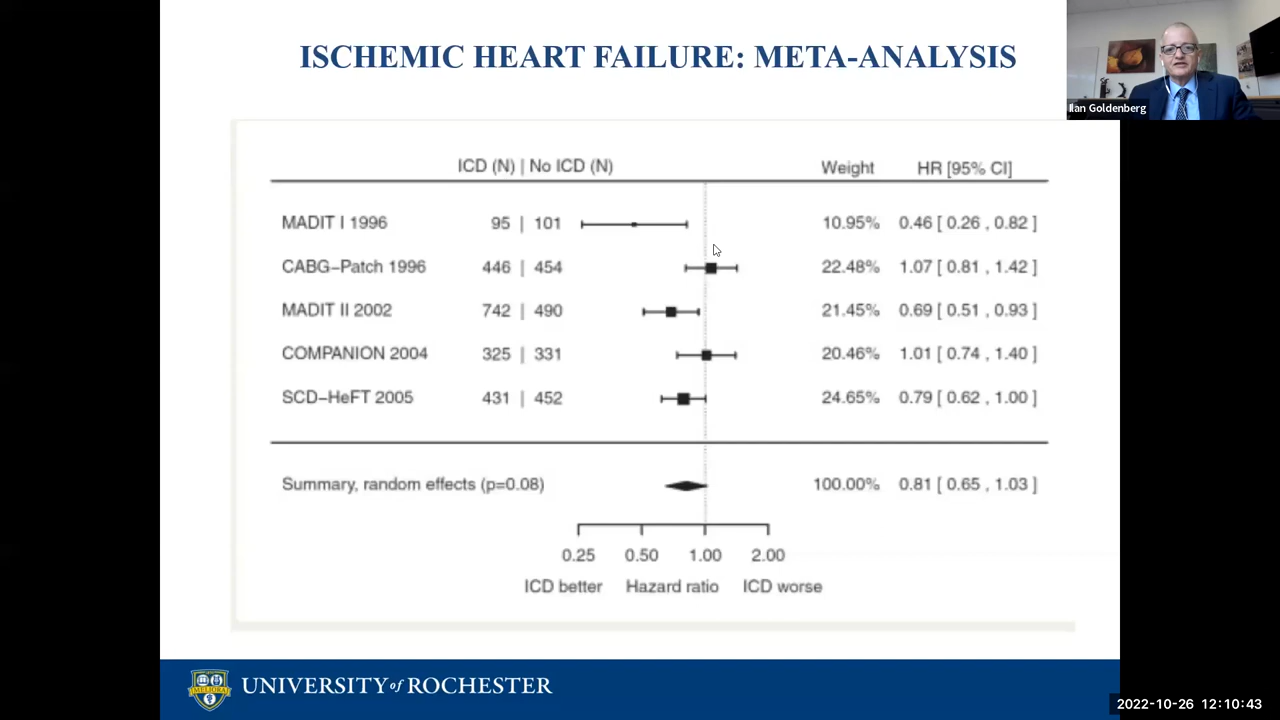 ISCHEMIC HEART FAILURE: META-ANALYSIS
Ilan Goldenberg
ICD (N) | No ICD (N) Weight HR [95% CI]
MADIT I 1996 95 | 101 10.95% 0.46 [ 0.26 , 0.82 ]
CABG-Patch 1996 446 | 454 22.48% 1.07 [ 0.81 , 1.42 ]
MADIT II 2002 742 | 490 21.45% 0.69 [ 0.51 , 0.93 ]
COMPANION 2004 325 | 331 20.46% 1.01 [ 0.74 , 1.40 ]
SCD-HeFT 2005 431 | 452 24.65% 0.79 [ 0.62 , 1.00 ]
Summary, random effects (p=0.08) 100.00% 0.81 [ 0.65 , 1.03 ]
0.25 0.50 1.00 2.00
ICD better Hazard ratio ICD worse
MELIORA
UNIVERSITY of ROCHESTER
2022-10-26 12:10:43